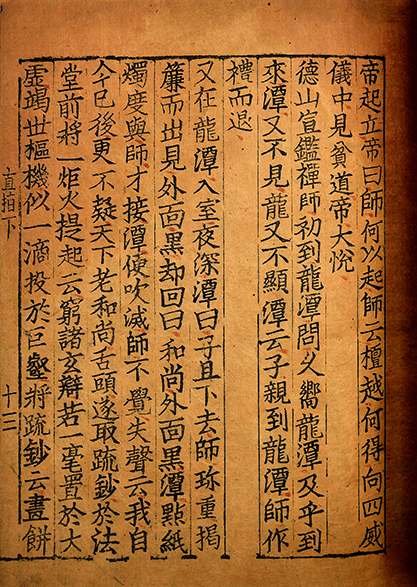 帝起立帝曰師何以起師云檀越何得向四威
儀中見貧道帝大悅
德山宣鑑禪師初到龍潭問久嚮龍潭及乎到
來潭又不見龍又不顯潭云子親到龍潭師作
禮而退
又在龍潭入室夜深潭曰子且下去師珎重揭
簾而出見外面黑却回曰和尚外面黑潭點紙
燭度與師才接潭便吹滅師不覺失聲云我自
今已後更不疑天下老和尚舌頭遂取疏鈔於法
堂前將一炬火提起云窮諸玄辯若一毫置於大
虛竭世樞機似一滴投於巨壑將疏鈔云畫餅
直指下 十三